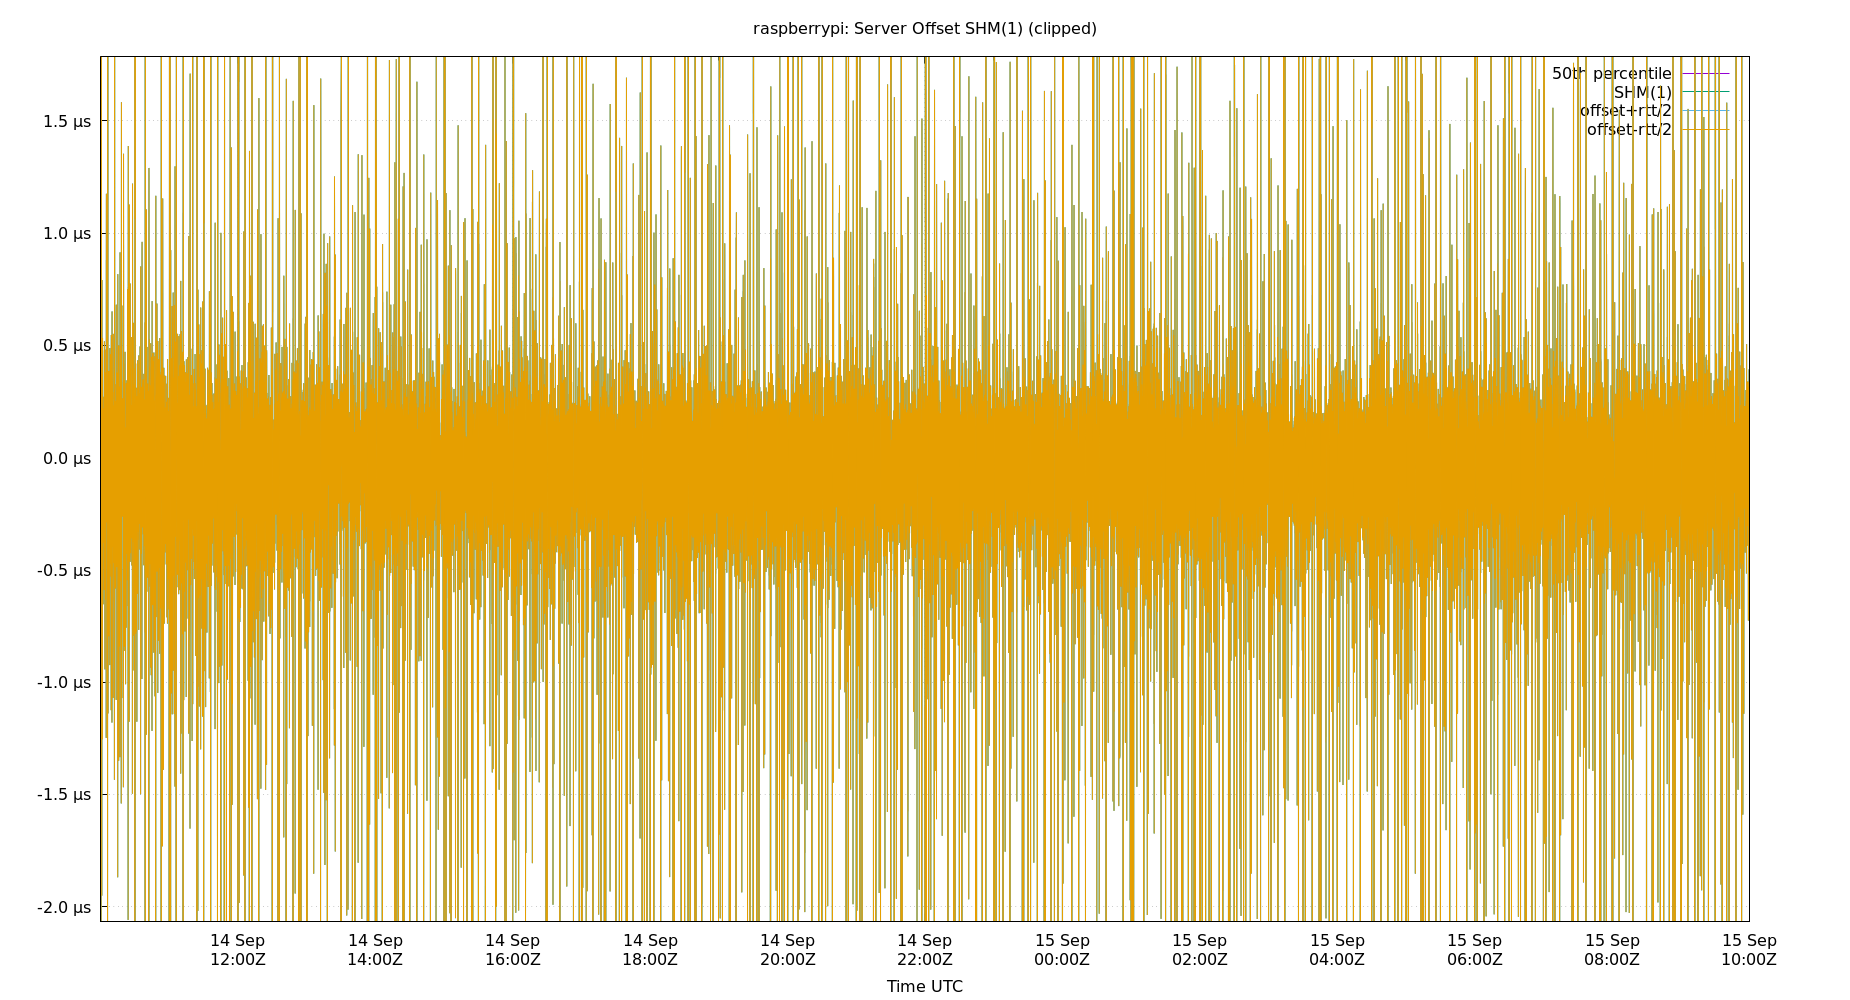 raspberrypi: Server Offset SHM(1) (clipped)
50th percentile
SHM(1)
offset+rtt/2
offset-rtt/2
1.5 µs
1.0 µs
0.5 µs
0.0 µs
-0.5 µs
-1.0 µs
-1.5 µs
-2.0 µs
14 Sep 14 Sep 14 Sep 14 Sep 14 Sep 14 Sep 15 Sep 15 Sep 15 Sep 15 Sep 15 Sep 15 Sep
12:00Z 14:00Z 16:00Z 18:00Z 20:00Z 22:00Z 00:00Z 02:00Z 04:00Z 06:00Z 08:00Z 10:00Z
Time UTC